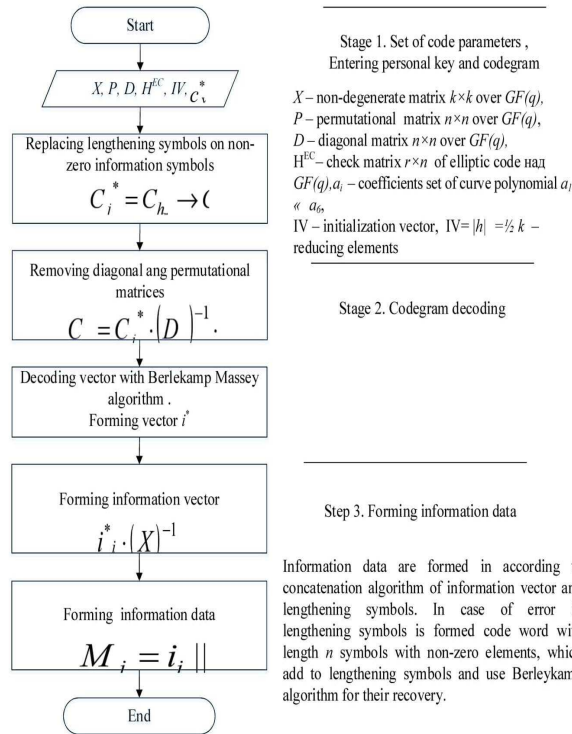 Start
X, P, D, H^EC, IV, C*
Replacing lengthening symbols on non-
zero information symbols
C_i^* = C_h → (
Removing diagonal ang permutational
matrices
C = C_i^* · (D )^-1 ·
Decoding vector with Berlekamp Massey
algorithm .
Forming vector i*
Forming information vector
i*_i · (X)^-1
Forming information data
M_i = i_i ||
End
Stage 1. Set of code parameters ,
Entering personal key and codegram
X – non-degenerate matrix k×k over GF(q),
P – permutational matrix n×n over GF(q),
D – diagonal matrix n×n over GF(q),
H^EC – check matrix r×n of elliptic code над
GF(q), a_i – coefficients set of curve polynomial a_1
« a_6,
IV – initialization vector, IV= |h| =½ k –
reducing elements
Stage 2. Codegram decoding
Step 3. Forming information data
Information data are formed in according
concatenation algorithm of information vector an
lengthening symbols. In case of error
lengthening symbols is formed code word wit
length n symbols with non-zero elements, which
add to lengthening symbols and use Berleykam
algorithm for their recovery.